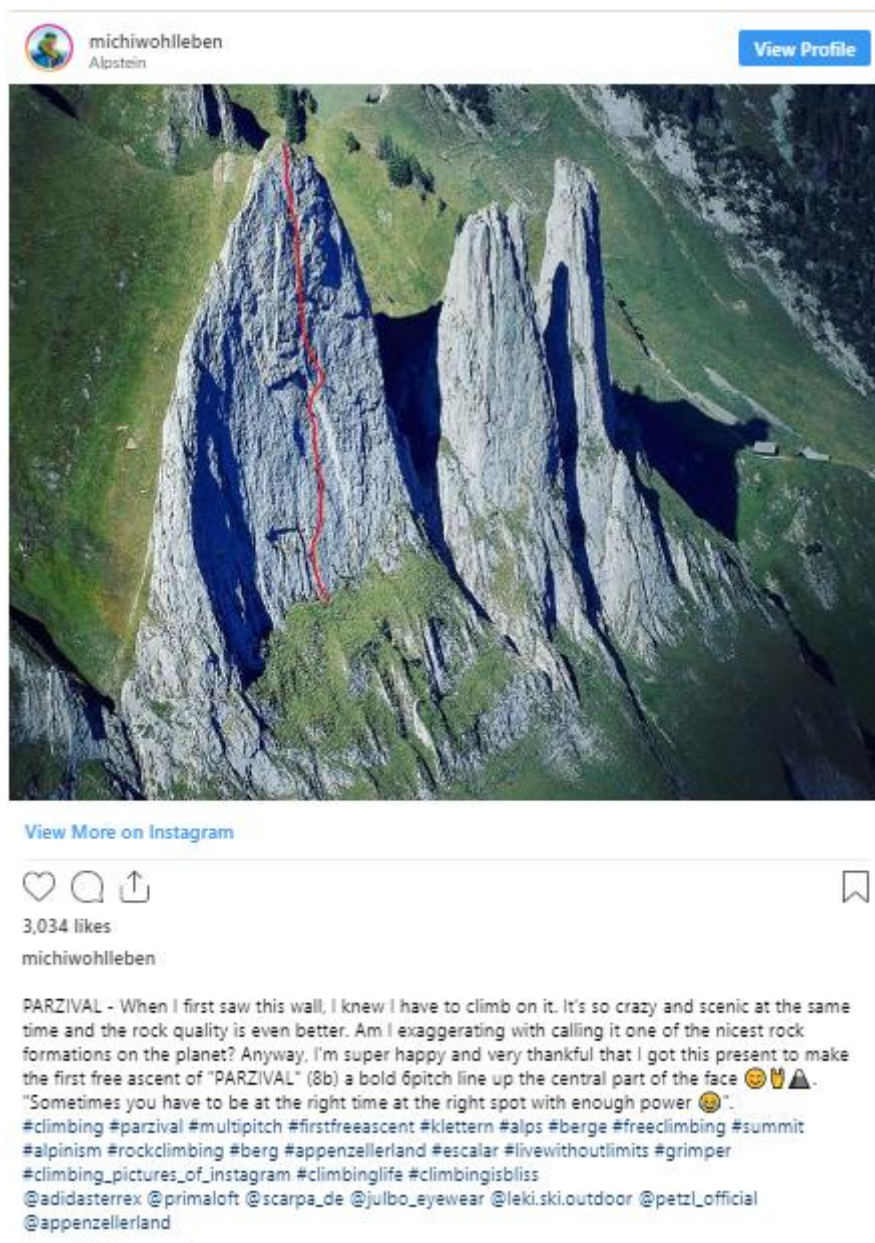 michiwohlleben
Alpstein
View Profile
View More on Instagram
3,034 likes
michiwohlleben
PARZIVAL - When I first saw this wall, I knew I have to climb on it. It's so crazy and scenic at the same
time and the rock quality is even better. Am I exaggerating with calling it one of the nicest rock
formations on the planet? Anyway, I'm super happy and very thankful that I got this present to make
the first free ascent of "PARZIVAL" (8b) a bold 6pitch line up the central part of the face 😊🤘⛰.
"Sometimes you have to be at the right time at the right spot with enough power 😂".
#climbing #parzival #multipitch #firstfreeascent #klettern #alps #berge #freeclimbing #summit
#alpinism #rockclimbing #berg #appenzellerland #escalar #livewithoutlimits #grimper
#climbing_pictures_of_instagram #climbinglife #climbingisbliss
@adidasterrex @primaloft @scarpa_de @julbo_eyewear @leki.ski.outdoor @petzl_official
@appenzellerland